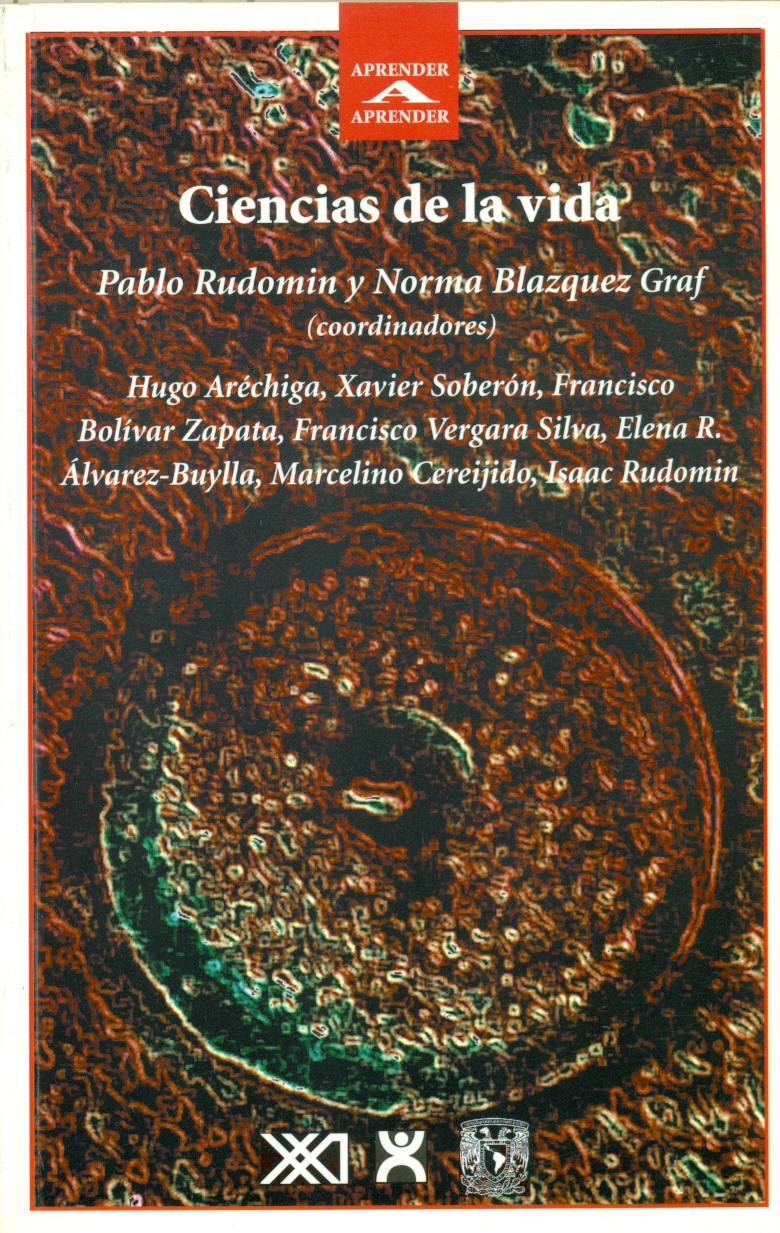 APRENDER
A
APRENDER
Ciencias de la vida
Pablo Rudomin y Norma Blazquez Graf
(coordinadores)
Hugo Aréchiga, Xavier Soberón, Francisco
Bolívar Zapata, Francisco Vergara Silva, Elena R.
Álvarez-Buylla, Marcelino Cereijido, Isaac Rudomin
XXI